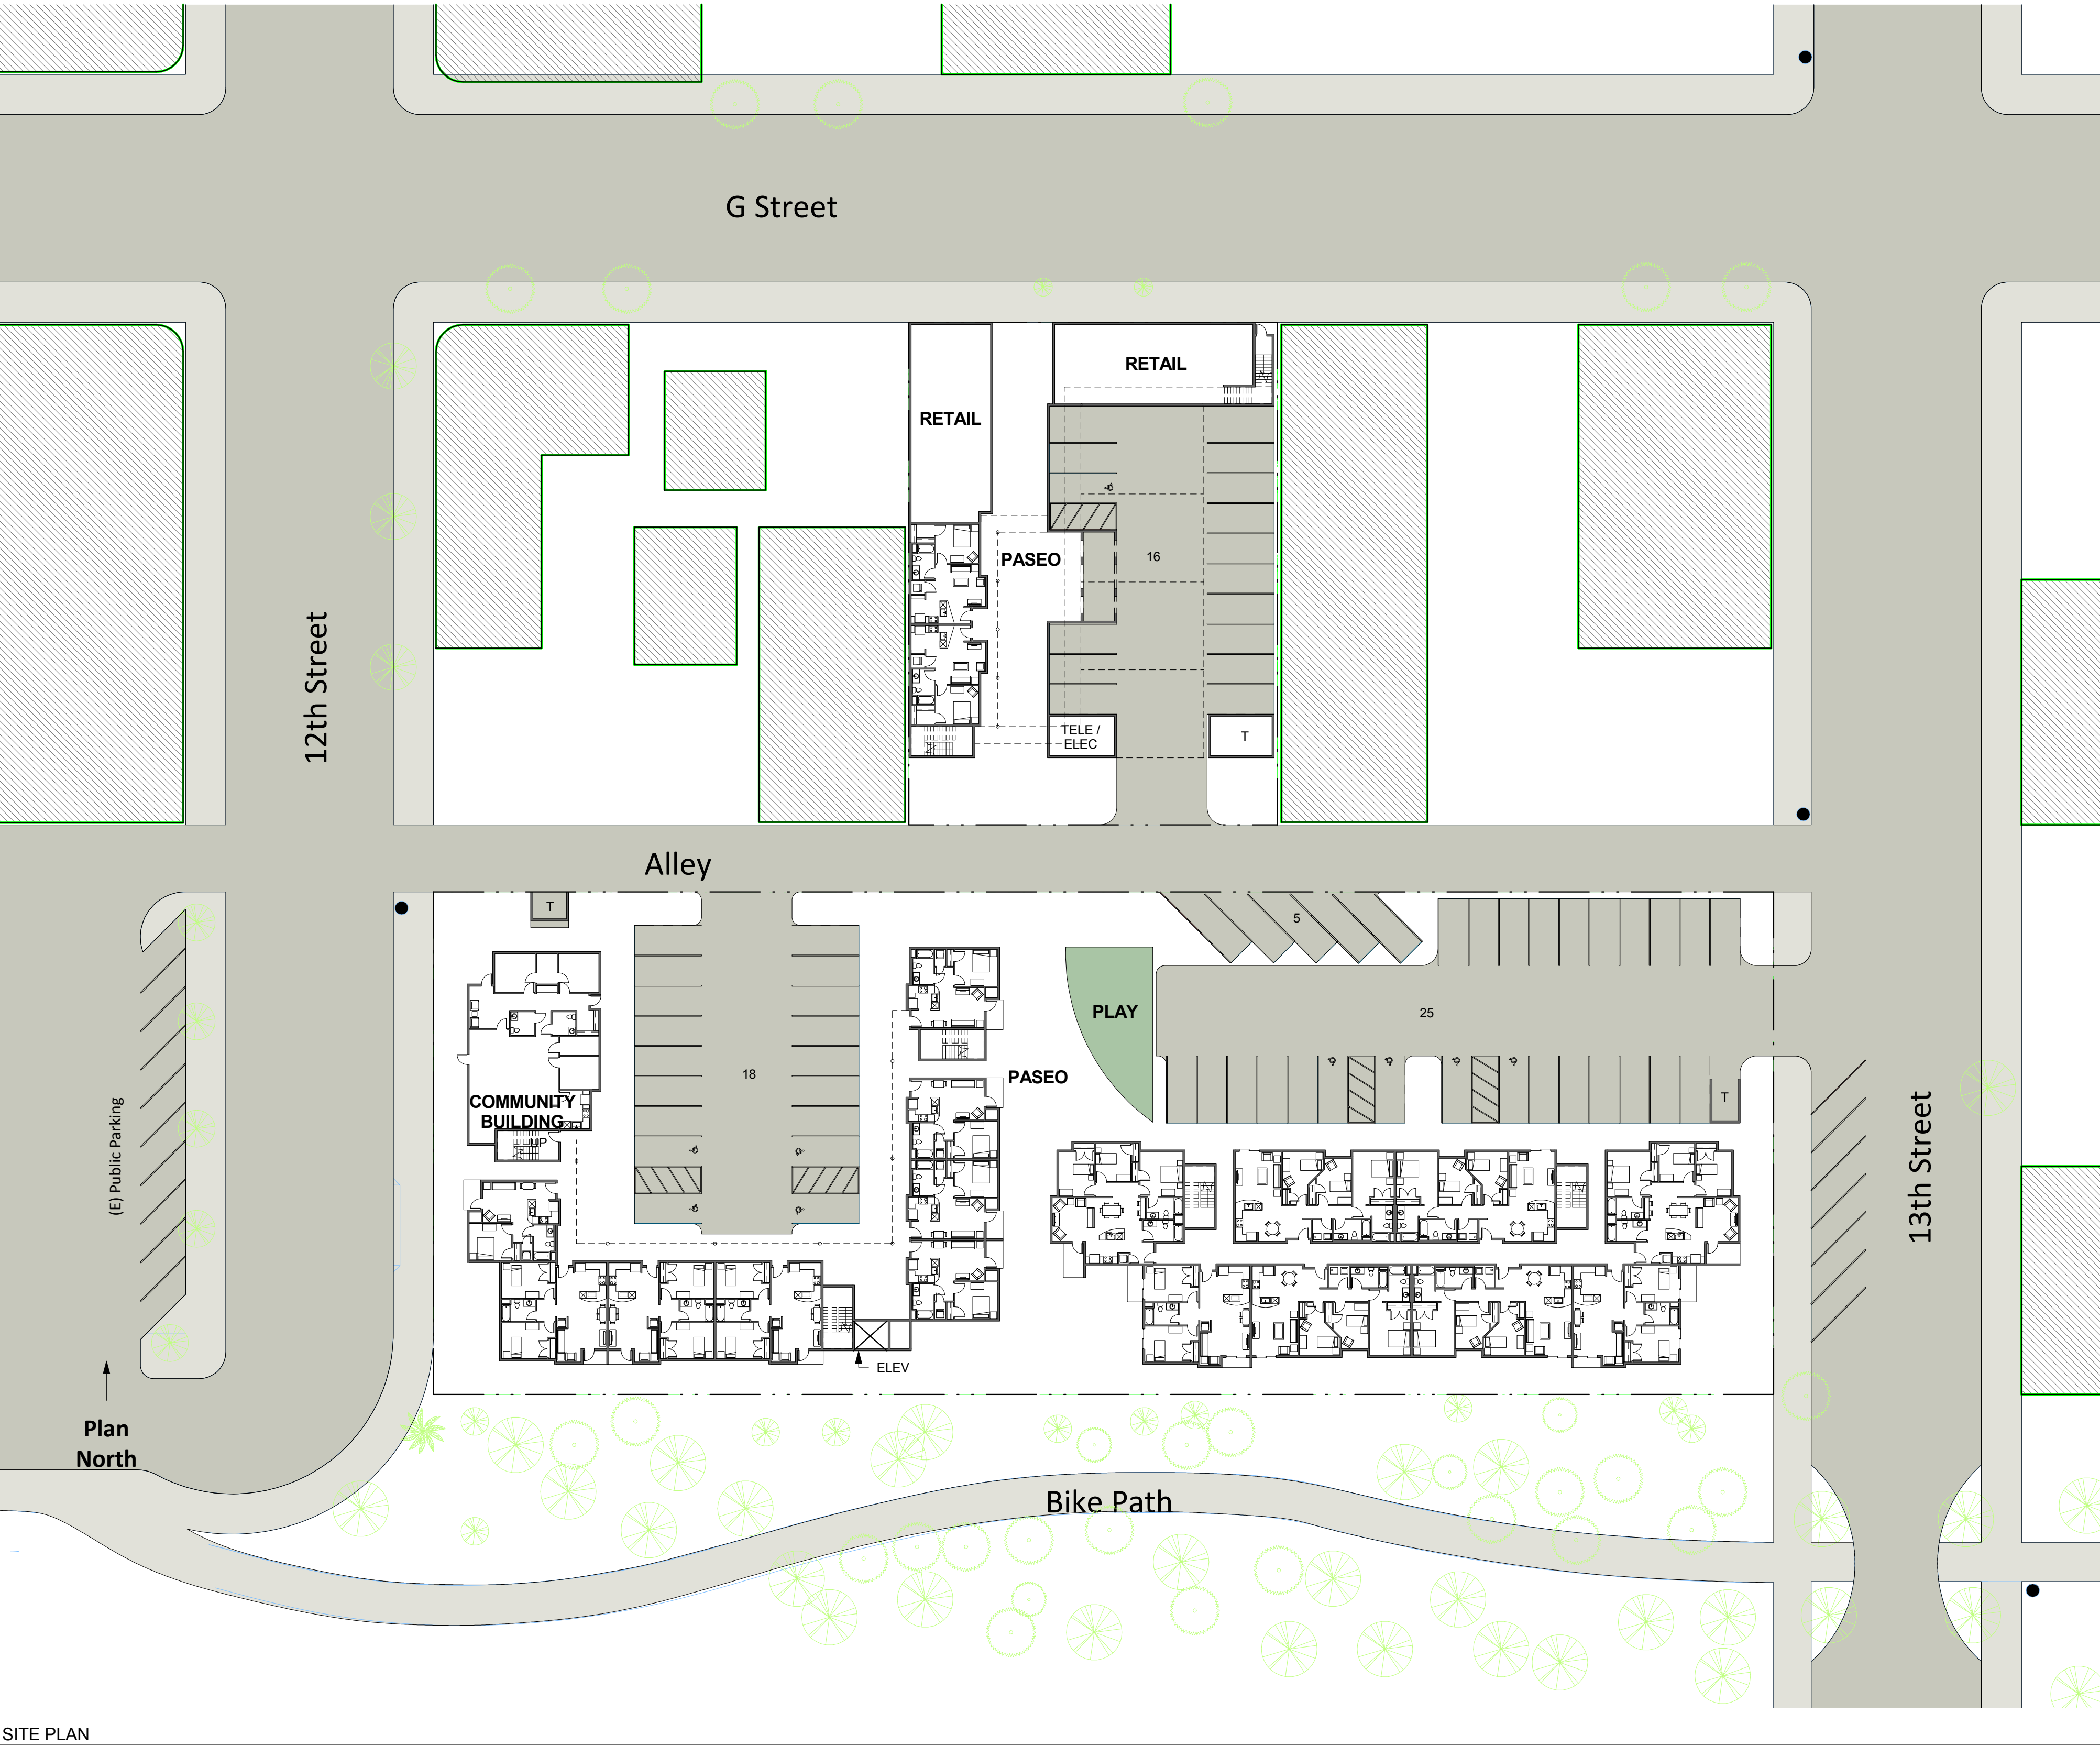 G Street
RETAIL
RETAIL
PASEO
16
12th Street
TELE /
ELEC
T
Alley
T
5
PLAY
25
18
PASEO
COMMUNITY
BUILDING
UP
T
(E) Public Parking
13th Street
ELEV
Plan
North
Bike Path
SITE PLAN